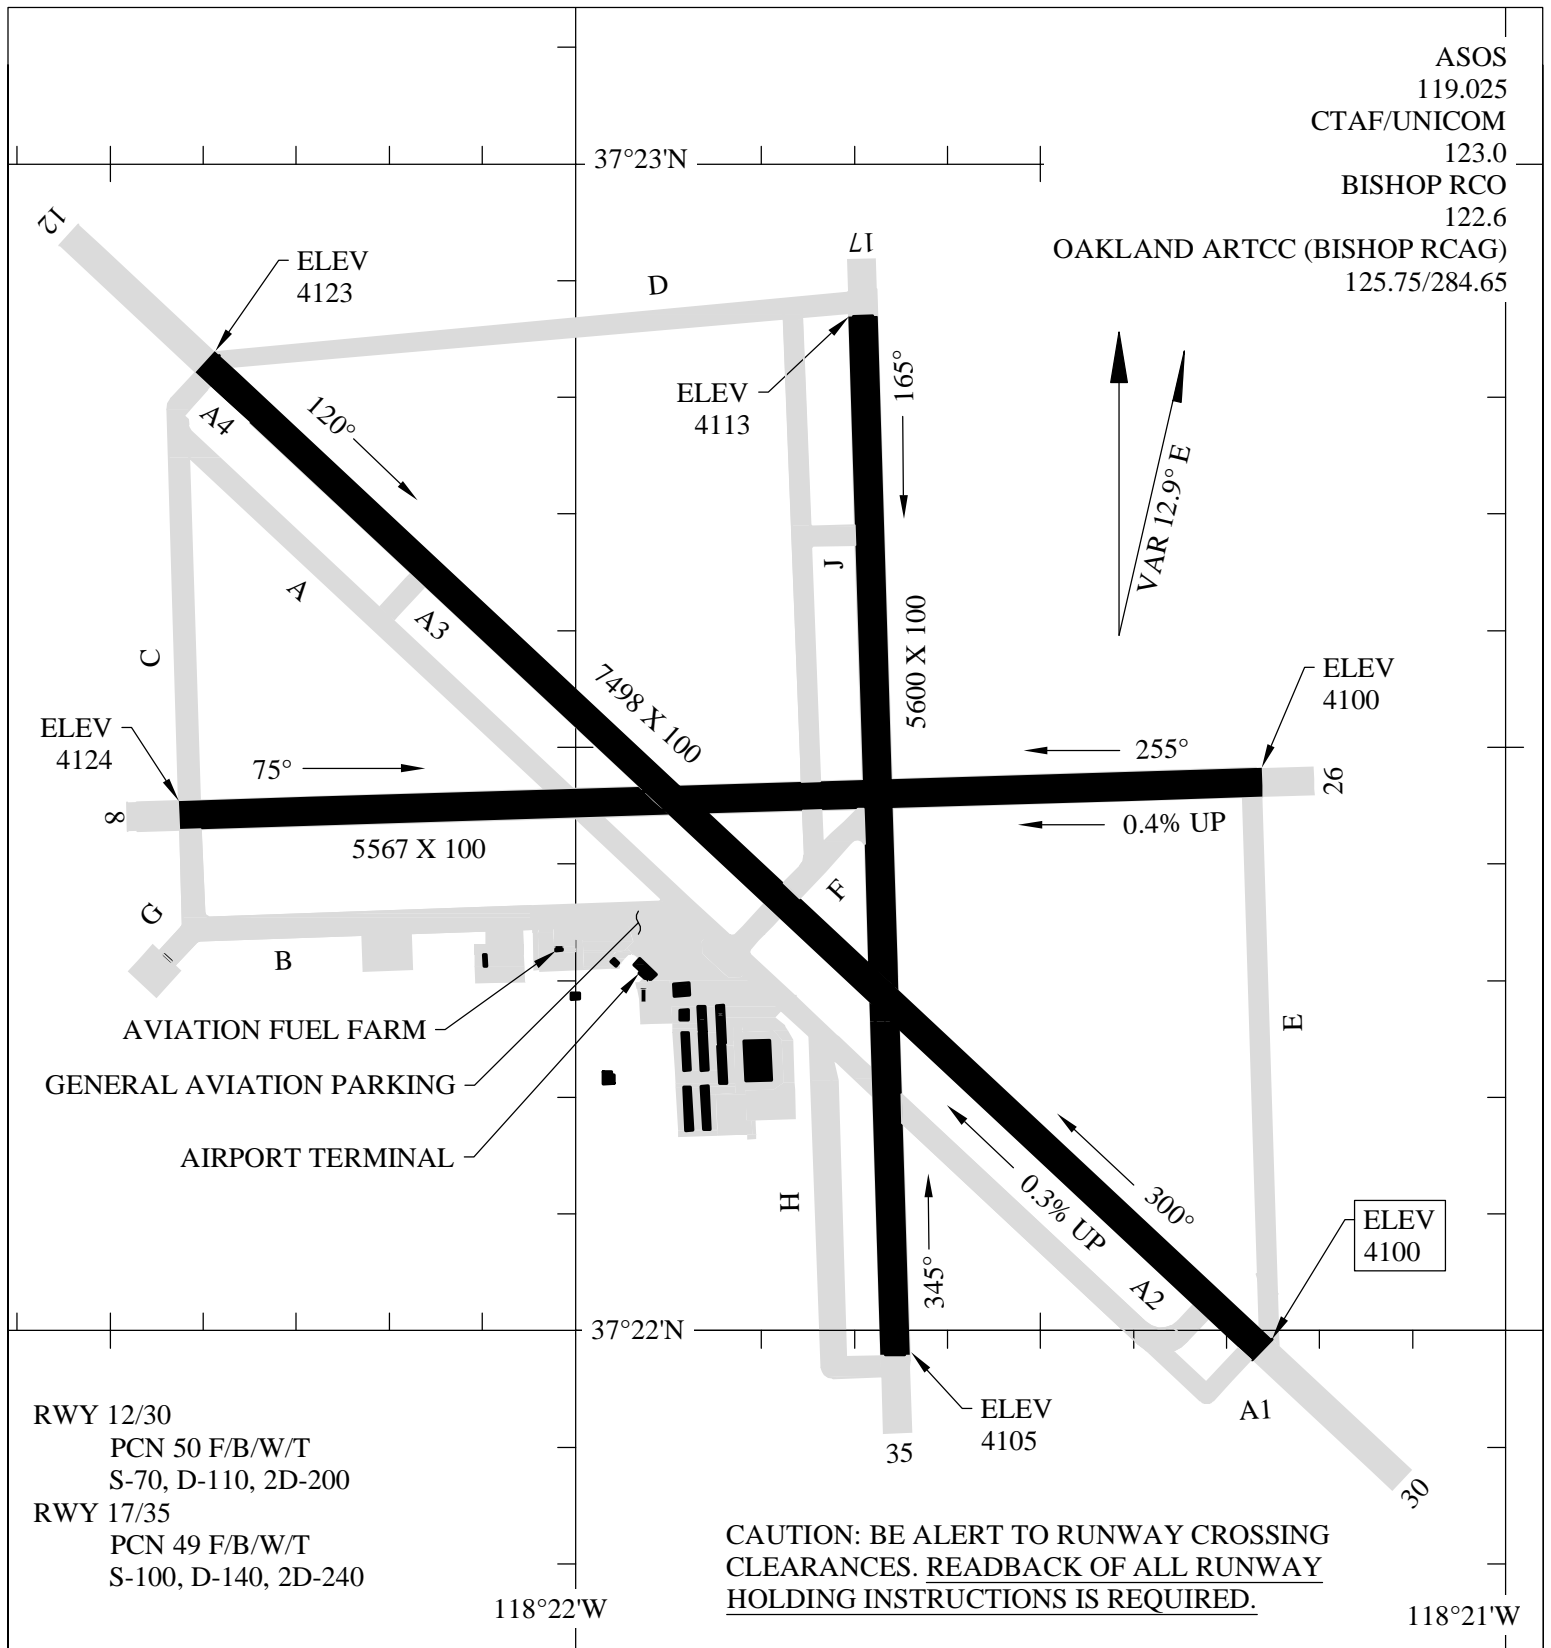 ASOS
119.025
CTAF/UNICOM
123.0
BISHOP RCO
122.6
OAKLAND ARTCC (BISHOP RCAG)
125.75/284.65
37°23'N
12
17
ELEV
4123
D
ELEV
4113
165°
120°
A4
VAR 12.9° E
J
A
A3
C
5600 X 100
7498 X 100
ELEV
4100
ELEV
4124
75°
255°
26
8
0.4% UP
5567 X 100
F
G
B
AVIATION FUEL FARM
E
GENERAL AVIATION PARKING
AIRPORT TERMINAL
H
0.3% UP
300°
ELEV
4100
345°
A2
37°22'N
A1
ELEV
4105
35
30
RWY 12/30
PCN 50 F/B/W/T
S-70, D-110, 2D-200
RWY 17/35
PCN 49 F/B/W/T
S-100, D-140, 2D-240
CAUTION: BE ALERT TO RUNWAY CROSSING
CLEARANCES. READBACK OF ALL RUNWAY
HOLDING INSTRUCTIONS IS REQUIRED.
118°22'W
118°21'W